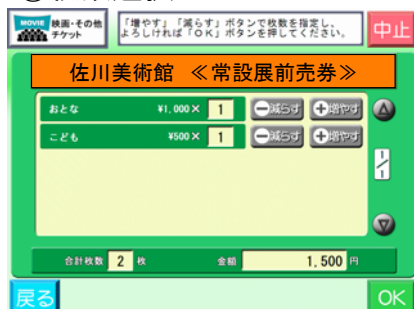 MOVIE 映画・その他
チケット
「増やす」「減らす」ボタンで枚数を指定し、
よろしければ「OK」ボタンを押してください。
中止
佐川美術館 ≪常設展前売券≫
おとな ¥1,000× 1 減らす 増やす
こども ¥500× 1 減らす 増やす
1/1
合計枚数 2 枚 金額 1,500 円
戻る OK